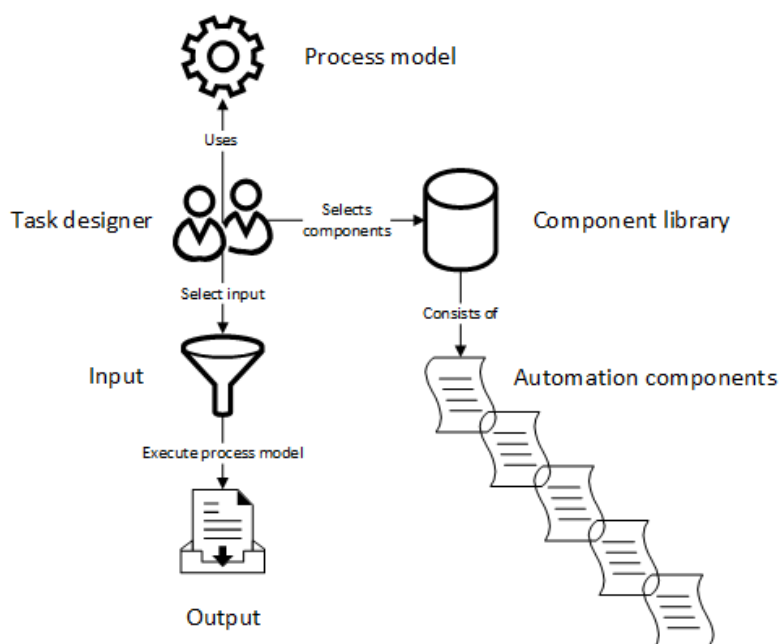 Process model
Uses
Task designer
Selects
components
Component library
Select input
Consists of
Input
Automation components
Execute process model
Output